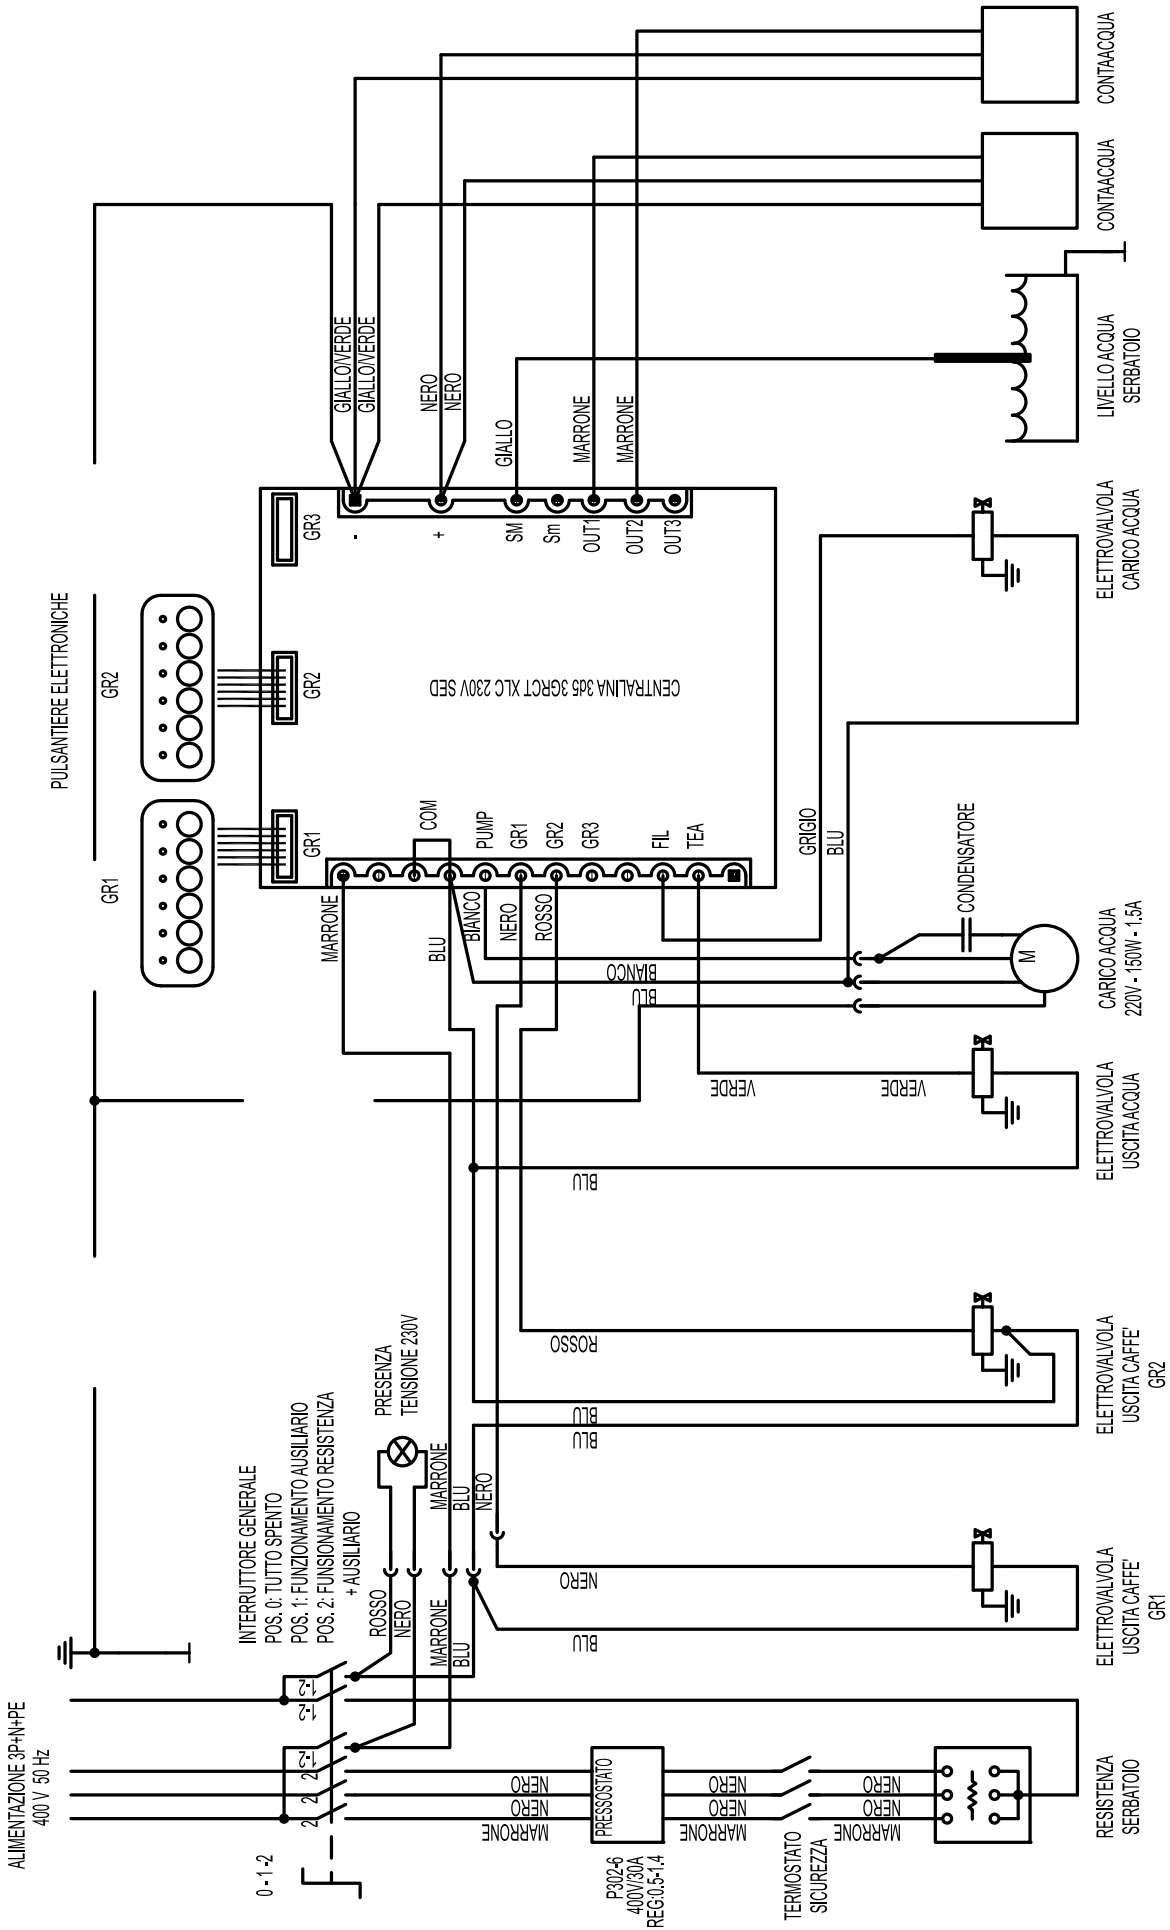 ALIMENTAZIONE 3P+N+PE
400 V 50 Hz
0 - 1 -2
INTERRUTTORE GENERALE
POS. 0: TUTTO SPENTO
POS. 1: FUNZIONAMENTO AUSILIARIO
POS. 2: FUNSIONAMENTO RESISTENZA
+ AUSILIARIO
2
2
2
1-2
1-2
1-2
PRESENZA
TENSIONE 230V
ROSSO
NERO
MARRONE
BLU
MARRONE
BLU
NERO
NERO
NERO
MARRONE
PRESSOSTATO
P302-6
400V/30A
REG:0.5-1.4
NERO
NERO
MARRONE
TERMOSTATO
SICUREZZA
NERO
NERO
MARRONE
RESISTENZA
SERBATOIO
BLU
NERO
ELETTROVALVOLA
USCITA CAFFE'
GR1
BLU
BLU
ROSSO
ELETTROVALVOLA
USCITA CAFFE'
GR2
BLU
VERDE
VERDE
ELETTROVALVOLA
USCITA ACQUA
BLU
BIANCO
M
CONDENSATORE
CARICO ACQUA
220V - 150W - 1.5A
GRIGIO
BLU
ELETTROVALVOLA
CARICO ACQUA
PULSANTIERE ELETTRONICHE
GR1
GR2
GR1
GR2
GR3
CENTRALINA 3d5 3GRCT XLC 230V SED
MARRONE
BLU
BIANCO
NERO
ROSSO
COM
PUMP
GR1
GR2
GR3
FIL
TEA
-
+
SM
Sm
OUT1
OUT2
OUT3
GIALLO/VERDE
GIALLO/VERDE
NERO
NERO
GIALLO
MARRONE
MARRONE
LIVELLO ACQUA
SERBATOIO
CONTAACQUA
CONTAACQUA